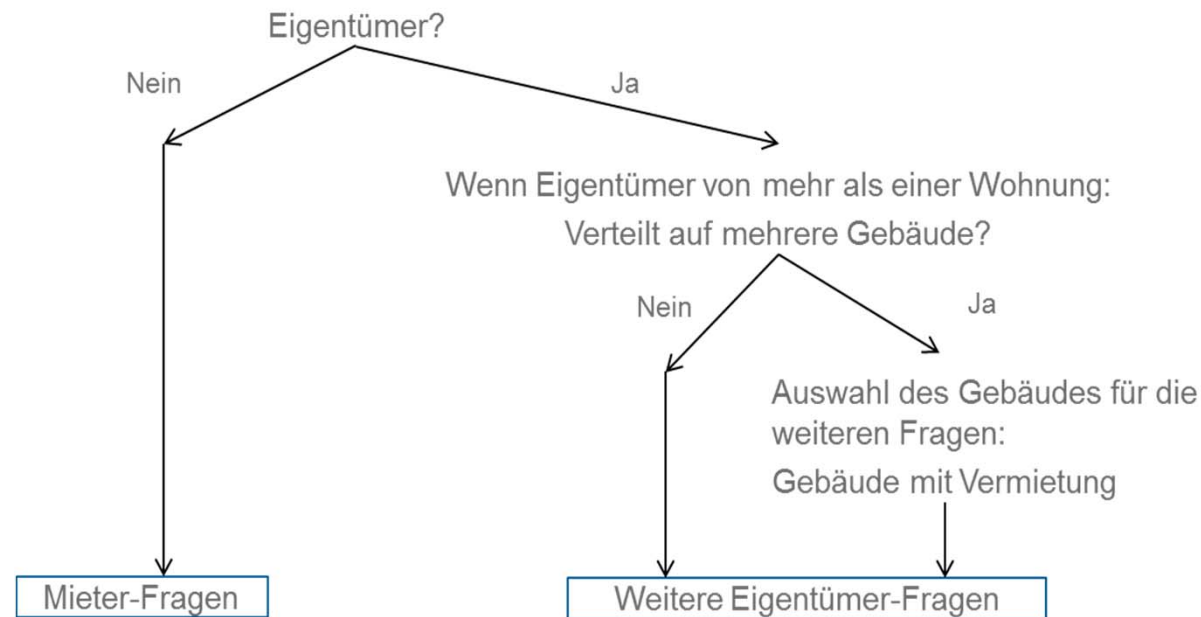 Eigentümer?
Nein
Ja
Wenn Eigentümer von mehr als einer Wohnung:
Verteilt auf mehrere Gebäude?
Nein
Ja
Auswahl des Gebäudes für die
weiteren Fragen:
Gebäude mit Vermietung
Mieter-Fragen
Weitere Eigentümer-Fragen